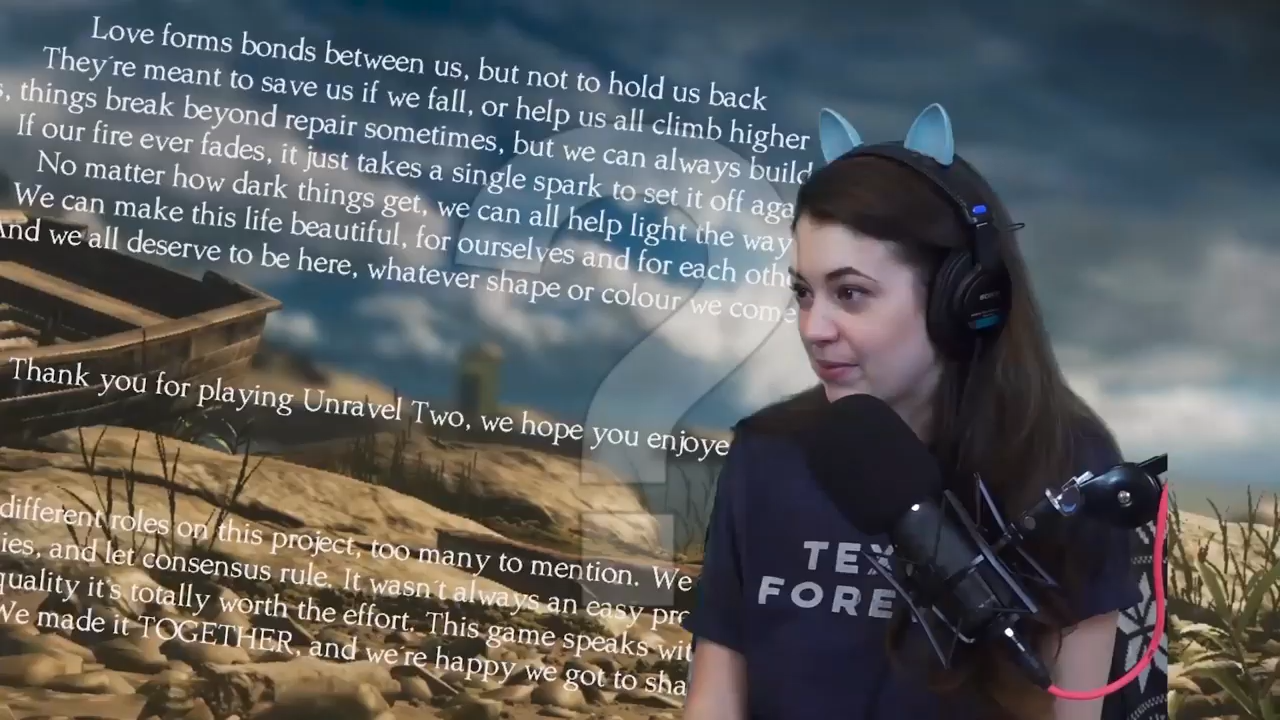 Love forms bonds between us, but not to hold us back
They're meant to save us if we fall, or help us all climb higher
things break beyond repair sometimes, but we can always build
If our fire ever fades, it just takes a single spark to set it off
No matter how dark things get, we can all help light the way
We can make this life beautiful, for ourselves and for each
And we all deserve to be here, whatever shape or colour we come
Thank you for playing Unravel Two, we hope you
different roles on this project, too many to mention. We
and let consensus rule. It wasn't always an easy
it's totally worth the effort. This game speaks
We made it TOGETHER, and we're happy we got to
FORE